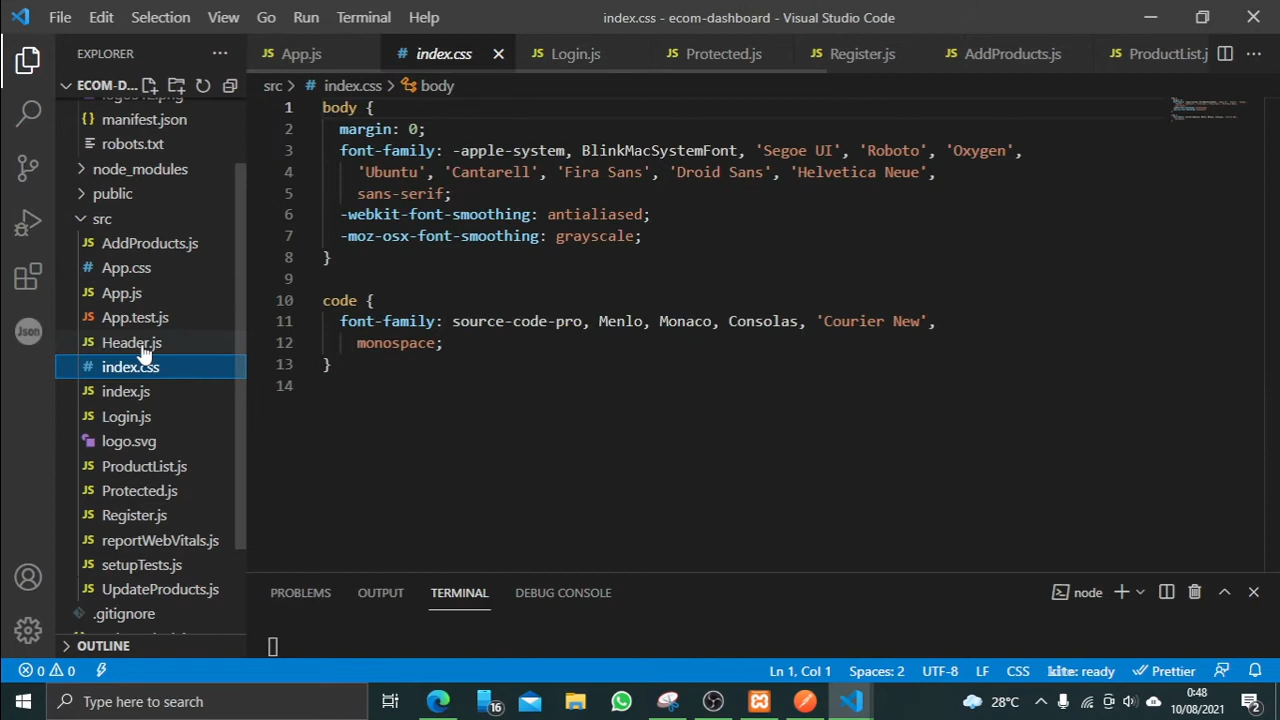 File Edit Selection View Go Run Terminal Help
index.css - ecom-dashboard - Visual Studio Code
EXPLORER
App.js
index.css
Login.js
Protected.js
Register.js
AddProducts.js
ProductList.j
ECOM-D...
src
index.css
body
manifest.json
robots.txt
node_modules
public
src
AddProducts.js
App.css
App.js
App.test.js
Header.js
index.css
index.js
Login.js
logo.svg
ProductList.js
Protected.js
Register.js
reportWebVitals.js
setupTests.js
UpdateProducts.js
.gitignore
OUTLINE
Json
1 body {
2 margin: 0;
3 font-family: -apple-system, BlinkMacSystemFont, 'Segoe UI', 'Roboto', 'Oxygen',
4 'Ubuntu', 'Cantarell', 'Fira Sans', 'Droid Sans', 'Helvetica Neue',
5 sans-serif;
6 -webkit-font-smoothing: antialiased;
7 -moz-osx-font-smoothing: grayscale;
8 }
9
10 code {
11 font-family: source-code-pro, Menlo, Monaco, Consolas, 'Courier New',
12 monospace;
13 }
14
PROBLEMS OUTPUT TERMINAL DEBUG CONSOLE
node
0 0
Ln 1, Col 1 Spaces: 2 UTF-8 LF CSS kite: ready Prettier
Type here to search
16
28°C
0:48
10/08/2021
2